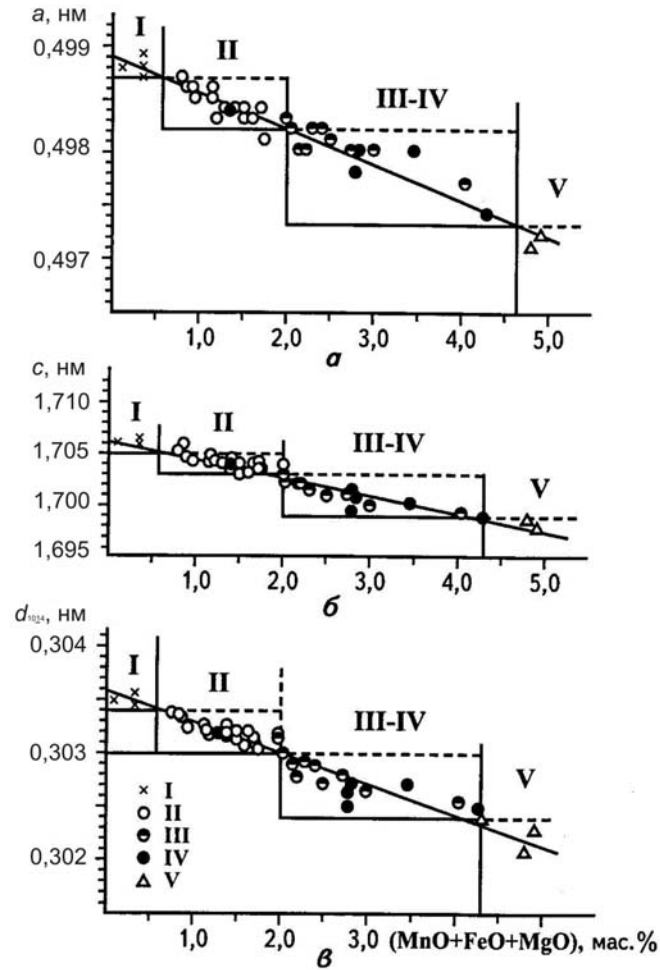 a, нм
I
II
III-IV
V
0,499
0,498
0,497
1,0 2,0 3,0 4,0 5,0
а
c, нм
I
II
III-IV
V
1,710
1,705
1,700
1,695
1,0 2,0 3,0 4,0 5,0
б
d₁₀₁₄, нм
I
II
III-IV
V
0,304
0,303
0,302
× I
○ II
◓ III
● IV
△ V
1,0 2,0 3,0 (MnO+FeO+MgO), мас.%
в